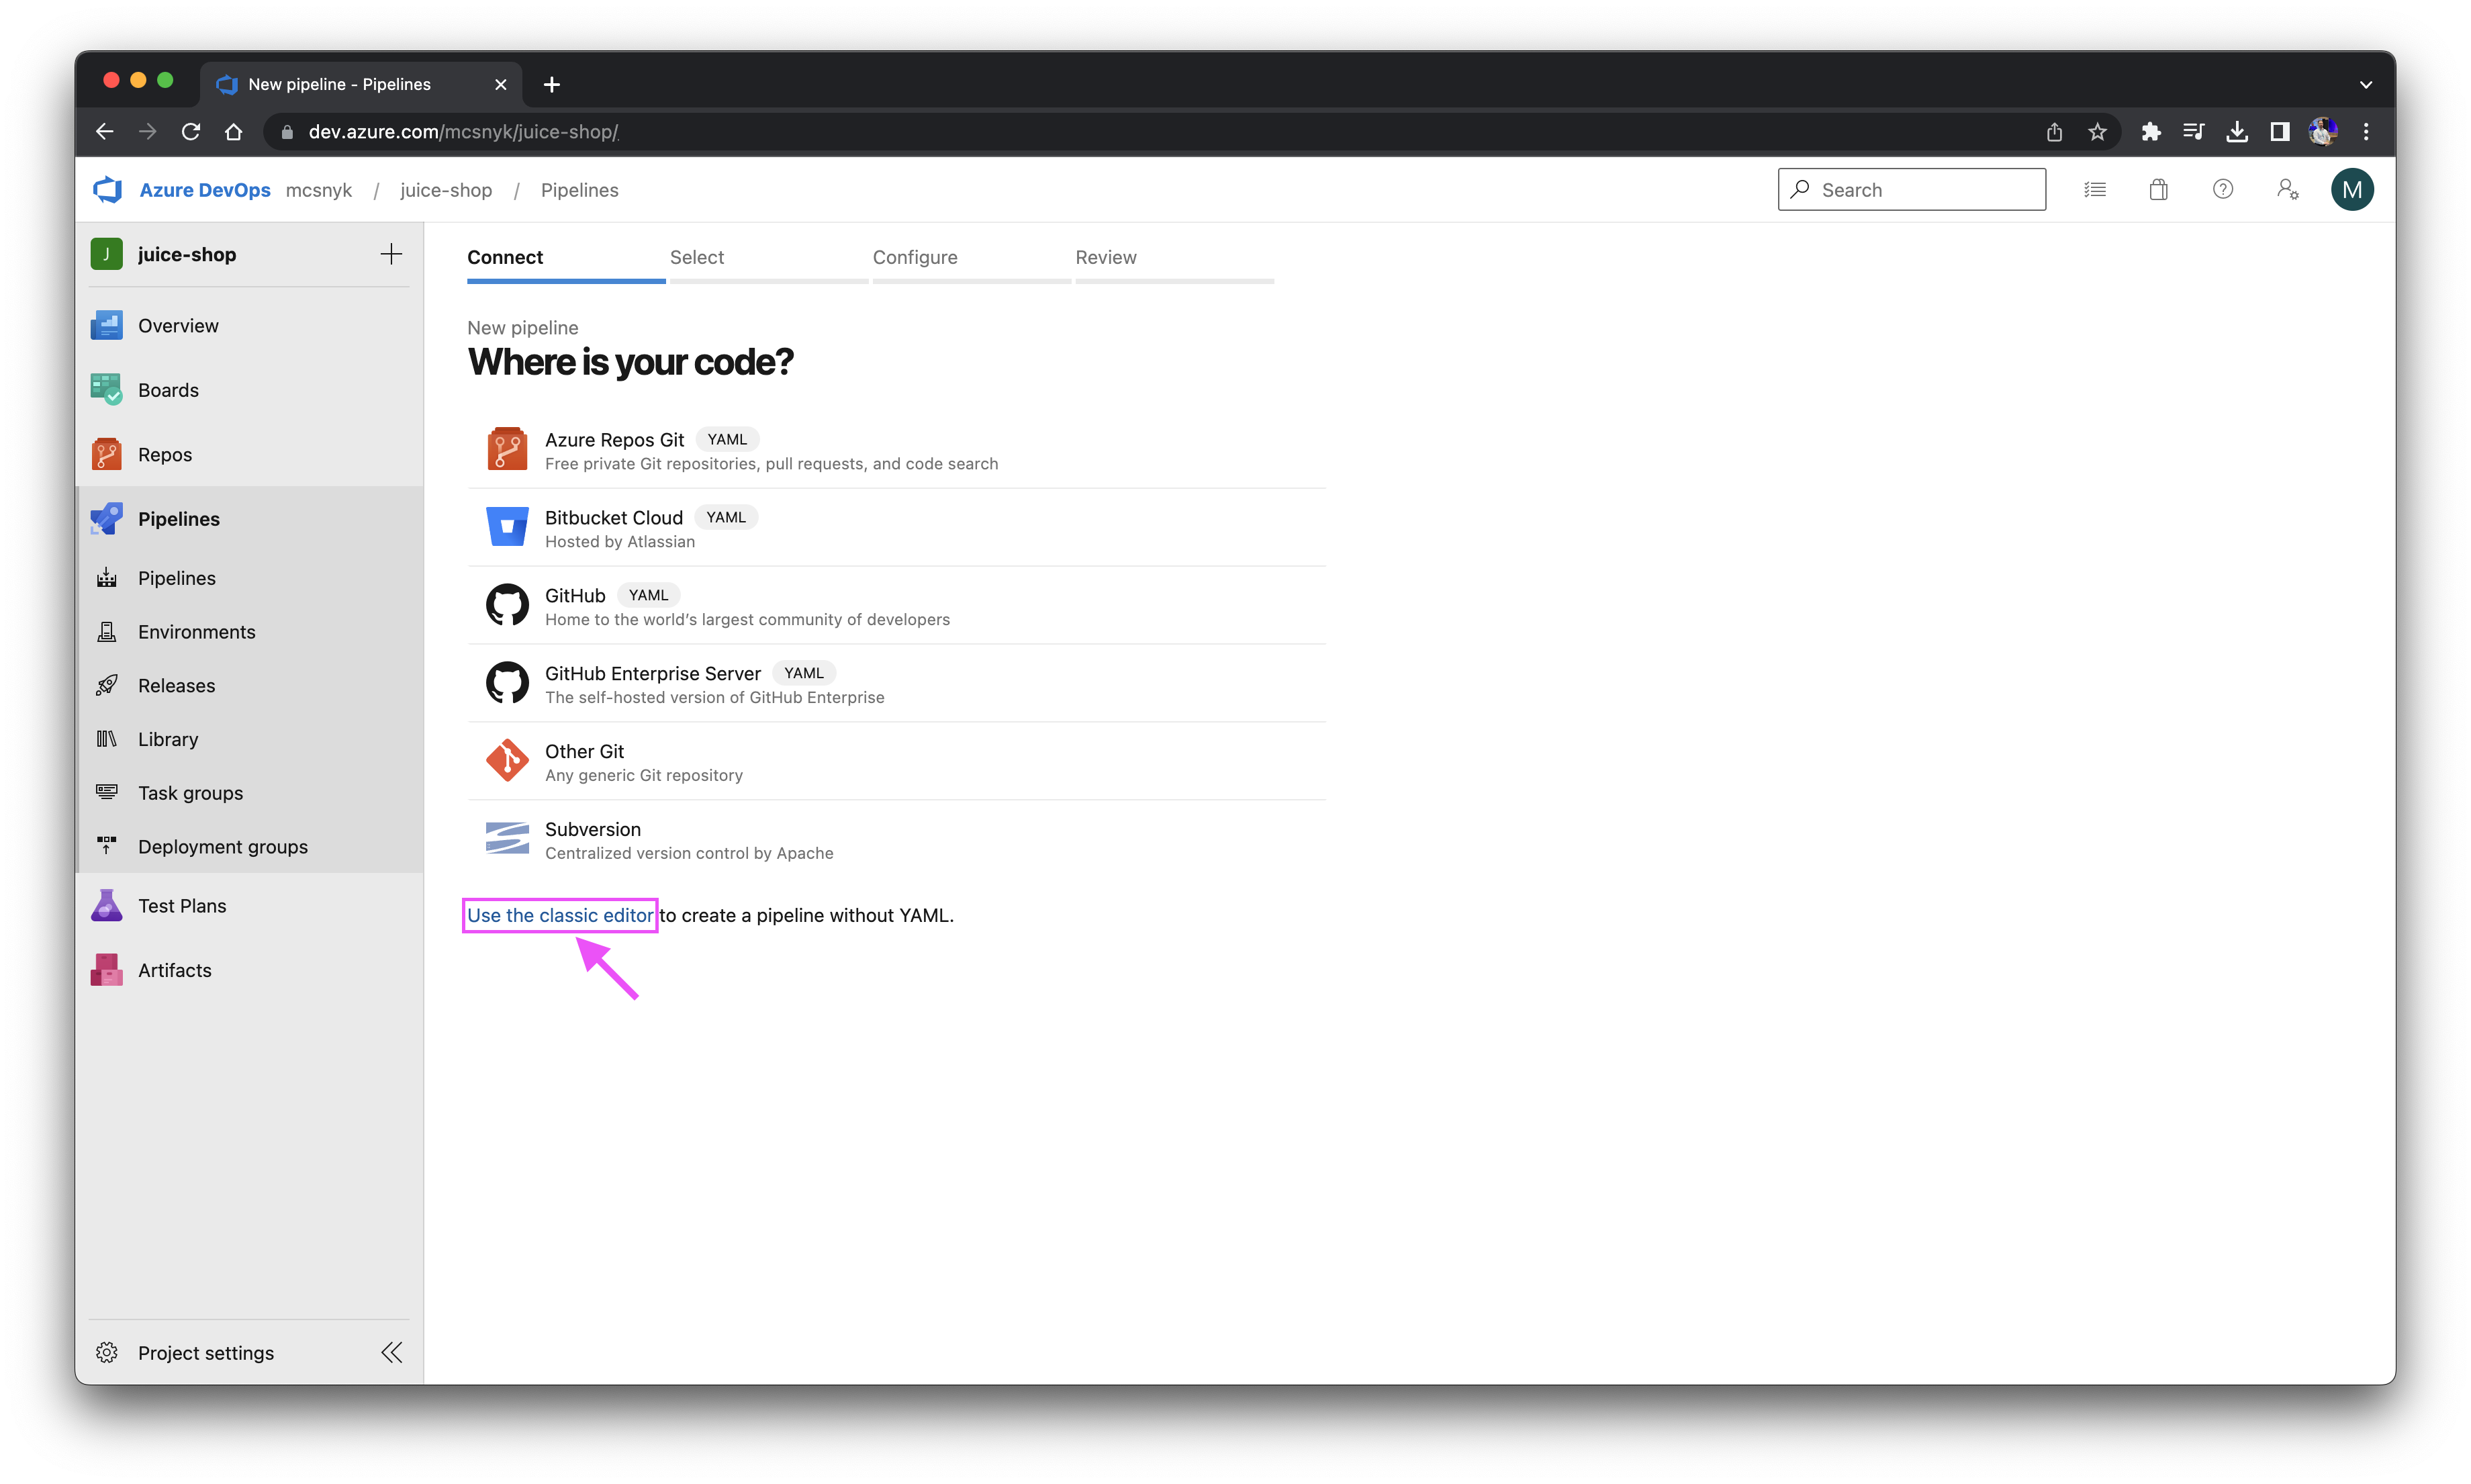 New pipeline - Pipelines
dev.azure.com/mcsnyk/juice-shop/
Azure DevOps mcsnyk / juice-shop / Pipelines
Search
M
J juice-shop
Overview
Boards
Repos
Pipelines
Pipelines
Environments
Releases
Library
Task groups
Deployment groups
Test Plans
Artifacts
Project settings
Connect Select Configure Review
New pipeline
Where is your code?
Azure Repos Git YAML
Free private Git repositories, pull requests, and code search
Bitbucket Cloud YAML
Hosted by Atlassian
GitHub YAML
Home to the world’s largest community of developers
GitHub Enterprise Server YAML
The self-hosted version of GitHub Enterprise
Other Git
Any generic Git repository
Subversion
Centralized version control by Apache
Use the classic editor to create a pipeline without YAML.